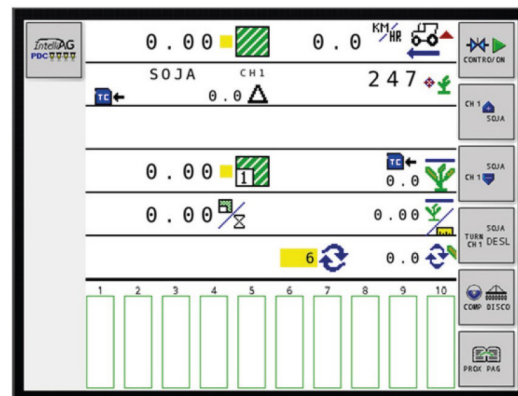 IntelliAG
PDC
0.00
0.0 KM/HR
CONTRO/ON
SOJA CH1 247
TC 0.0
CH 1 SOJA
0.00 1 TC 0.0
SOJA CH 1
0.00 0.00
SOJA
TURN CH 1 DESL
6 0.0
1 2 3 4 5 6 7 8 9 10
COMP DISCO
PROX PAG